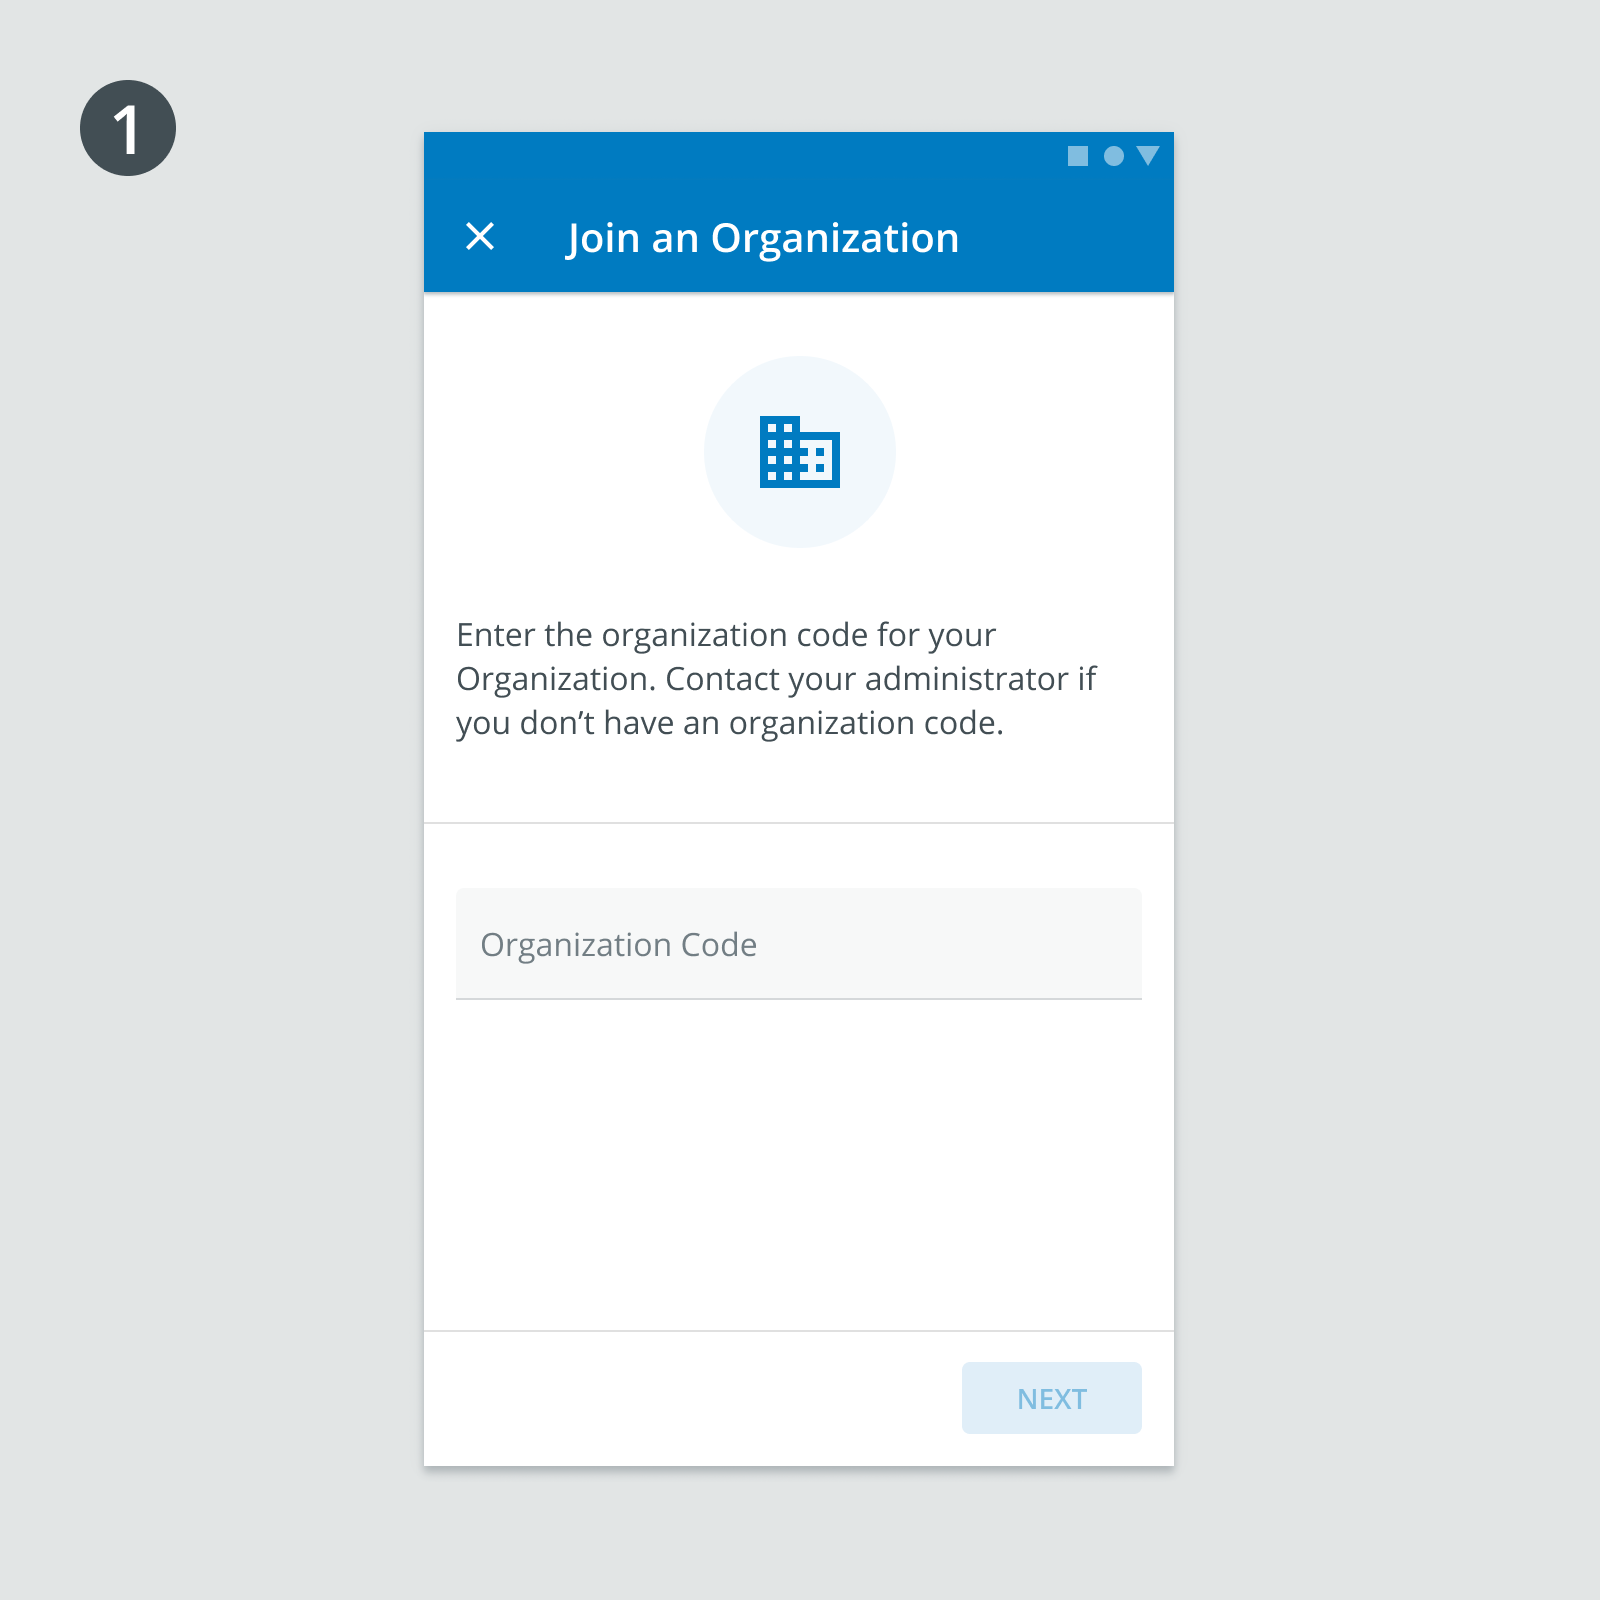 1
Join an Organization
Enter the organization code for your
Organization. Contact your administrator if
you don’t have an organization code.
Organization Code
NEXT